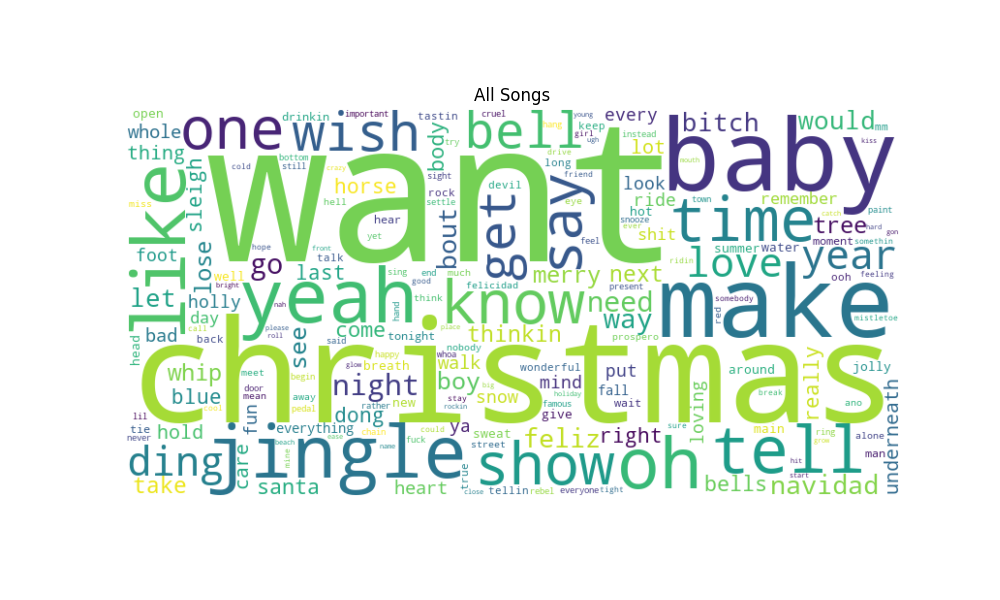 All Songs
open drinkin important tastin cruel young every bitch would mm
whole one wish bell hang keep girl instead kiss
thing want body try ugh lot baby
cold bottom still crazy sight long drive friend look mouth
like sleigh horse rock devil eye ride town remember
miss hell settle get say hot time paint catch
hear snooze shit tree hard gon
foot lose hope front yet bout feel ever summer water moment somethin
go talk ridin love year
well last sing end much merry next ooh feeling
let bright yeah good felicidad present need make somebody
holly nah hand think know red mistletoe
day call please come place way prospero
head bad back roll said tonight thinkin
see christmas whoa nobody
whip meet happy breath glow walk wonderful put around jolly
begin night boy big mind fall break
blue door mean away rather new stay snow holiday really
lil cool pedal dong rockin famous give wait loving ano underneath
tie fun everything could ya feliz right sure main ring alone
never hold beach ease chain fuck sweat street grow man
ding jingle name show oh tell hit
care mine true start
take santa heart close tellin rebel everyone tight bells navidad